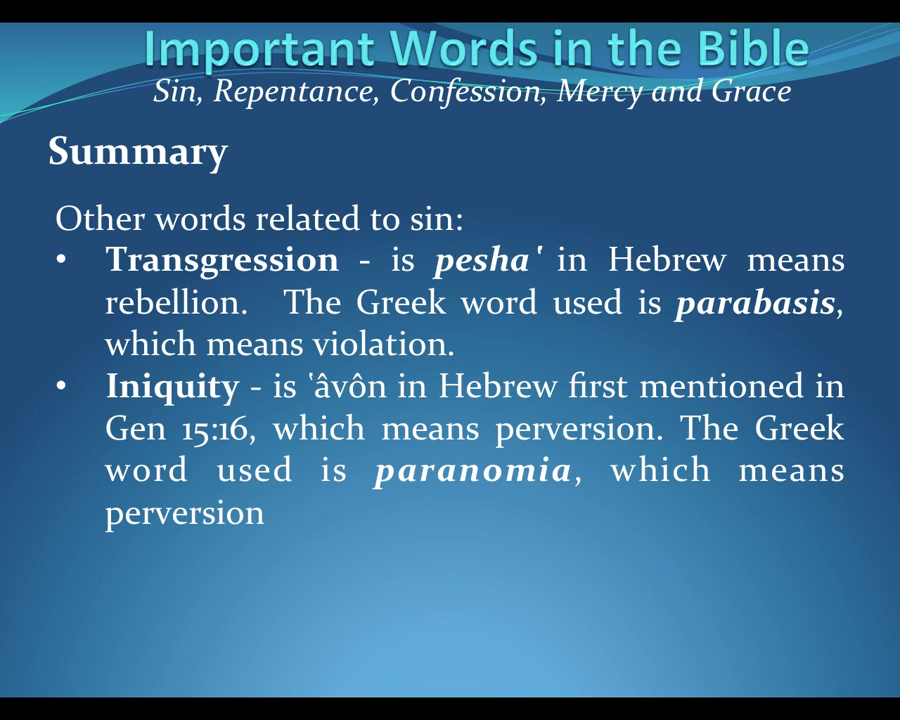 Important Words in the Bible
Sin, Repentance, Confession, Mercy and Grace
Summary
Other words related to sin:
• Transgression - is peshaʽ in Hebrew means
rebellion. The Greek word used is parabasis,
which means violation.
• Iniquity - is ʽâvôn in Hebrew first mentioned in
Gen 15:16, which means perversion. The Greek
word used is paranomia, which means
perversion